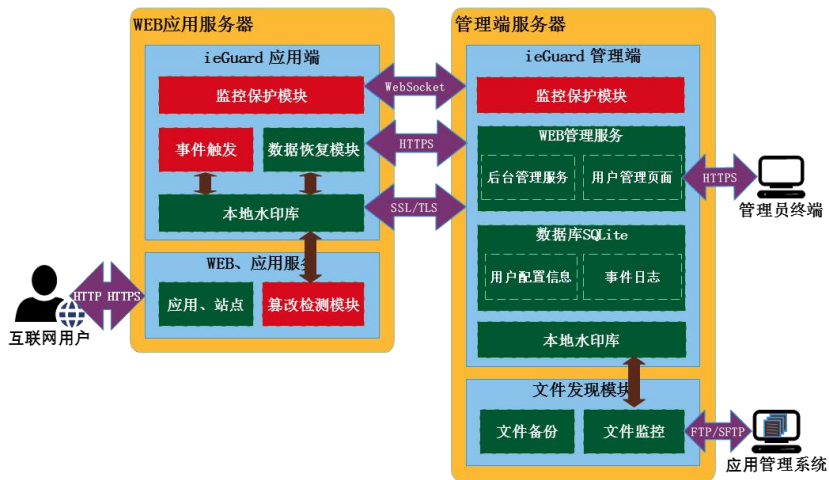 WEB应用服务器
ieGuard 应用端
监控保护模块
事件触发
数据恢复模块
本地水印库
WEB、应用服务
应用、站点
篡改检测模块
HTTP HTTPS
互联网用户
WebSocket
HTTPS
SSL/TLS
管理端服务器
ieGuard 管理端
监控保护模块
WEB管理服务
后台管理服务
用户管理页面
数据库SQLite
用户配置信息
事件日志
本地水印库
文件发现模块
文件备份
文件监控
HTTPS
管理员终端
FTP/SFTP
应用管理系统